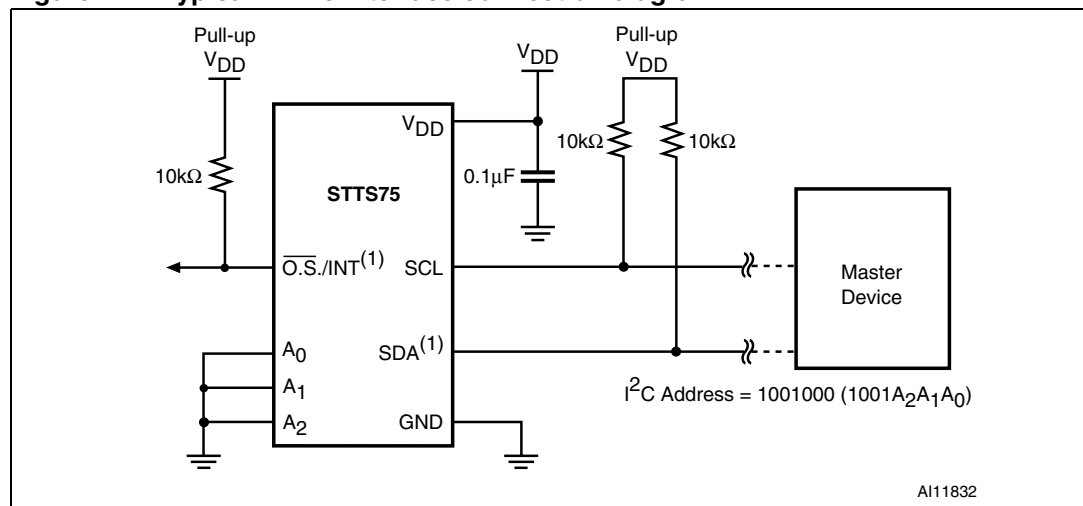 Pull-up
VDD
10kΩ
VDD
Pull-up
VDD
10kΩ
10kΩ
0.1μF
VDD
STTS75
O.S./INT(1)
SCL
A0
SDA(1)
A1
A2
GND
Master
Device
I2C Address = 1001000 (1001A2A1A0)
AI11832